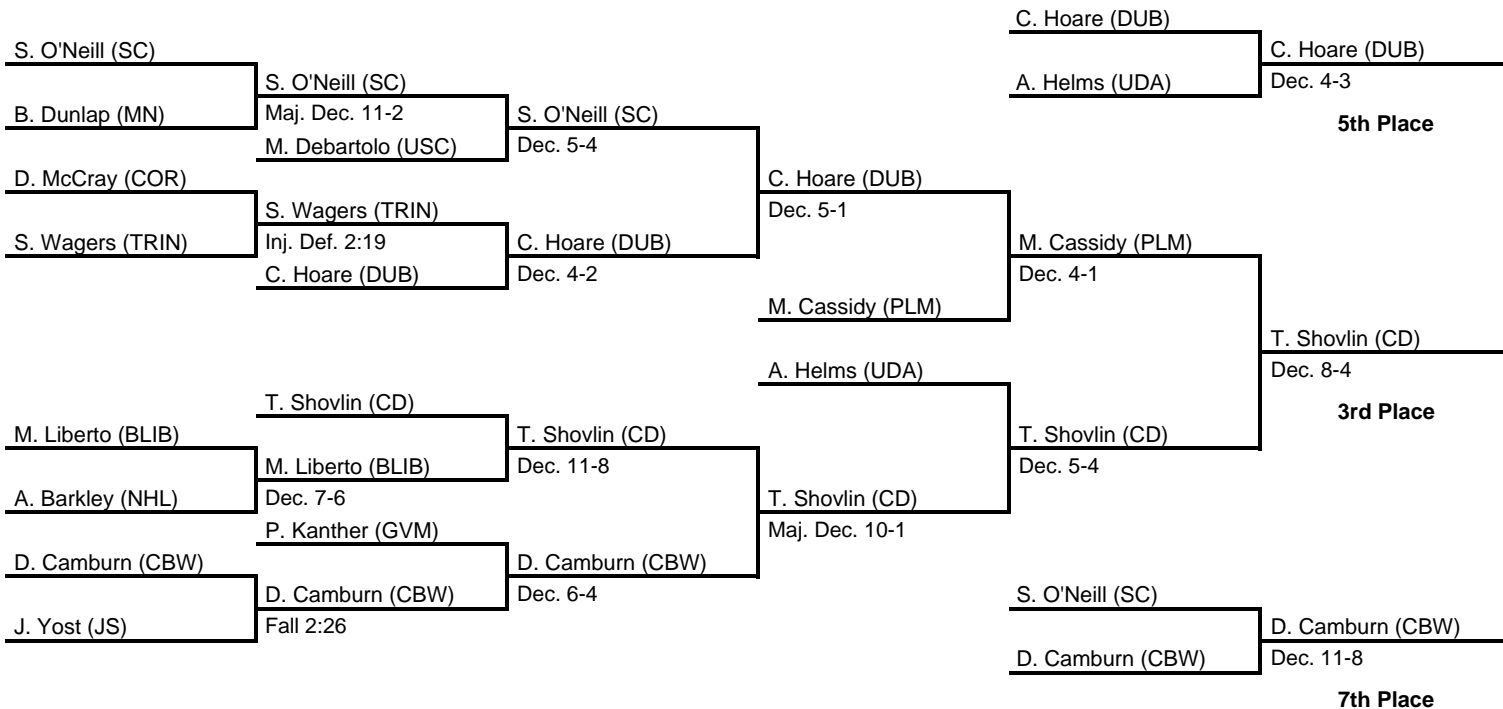 C. Hoare (DUB)
S. O'Neill (SC)
C. Hoare (DUB)
S. O'Neill (SC)
A. Helms (UDA)
Dec. 4-3
B. Dunlap (MN)
Maj. Dec. 11-2
S. O'Neill (SC)
5th Place
M. Debartolo (USC)
Dec. 5-4
D. McCray (COR)
C. Hoare (DUB)
S. Wagers (TRIN)
Dec. 5-1
S. Wagers (TRIN)
Inj. Def. 2:19
C. Hoare (DUB)
M. Cassidy (PLM)
C. Hoare (DUB)
Dec. 4-2
Dec. 4-1
M. Cassidy (PLM)
T. Shovlin (CD)
A. Helms (UDA)
Dec. 8-4
T. Shovlin (CD)
3rd Place
M. Liberto (BLIB)
T. Shovlin (CD)
T. Shovlin (CD)
M. Liberto (BLIB)
Dec. 11-8
Dec. 5-4
A. Barkley (NHL)
Dec. 7-6
T. Shovlin (CD)
P. Kanther (GVM)
Maj. Dec. 10-1
D. Camburn (CBW)
D. Camburn (CBW)
D. Camburn (CBW)
Dec. 6-4
S. O'Neill (SC)
J. Yost (JS)
Fall 2:26
D. Camburn (CBW)
D. Camburn (CBW)
Dec. 11-8
7th Place